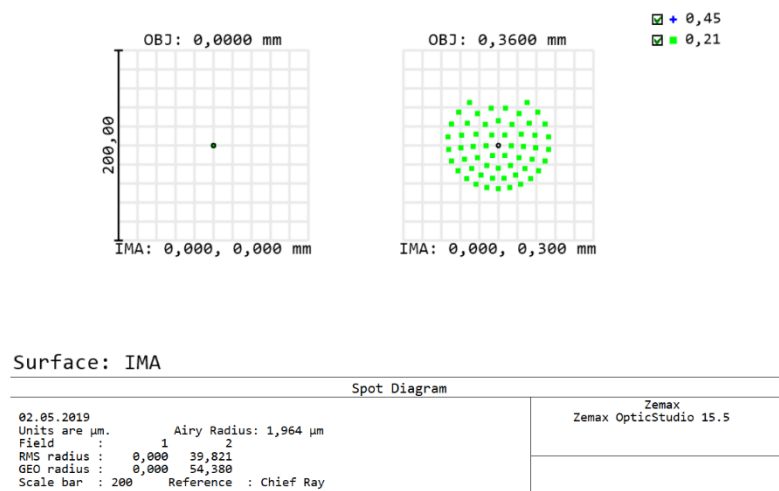 OBJ: 0,0000 mm
OBJ: 0,3600 mm
0,45
0,21
200,00
IMA: 0,000, 0,000 mm
IMA: 0,000, 0,300 mm
Surface: IMA
Spot Diagram
02.05.2019
Units are µm. Airy Radius: 1,964 µm
Field : 1 2
RMS radius : 0,000 39,821
GEO radius : 0,000 54,380
Scale bar : 200 Reference : Chief Ray
Zemax
Zemax OpticStudio 15.5